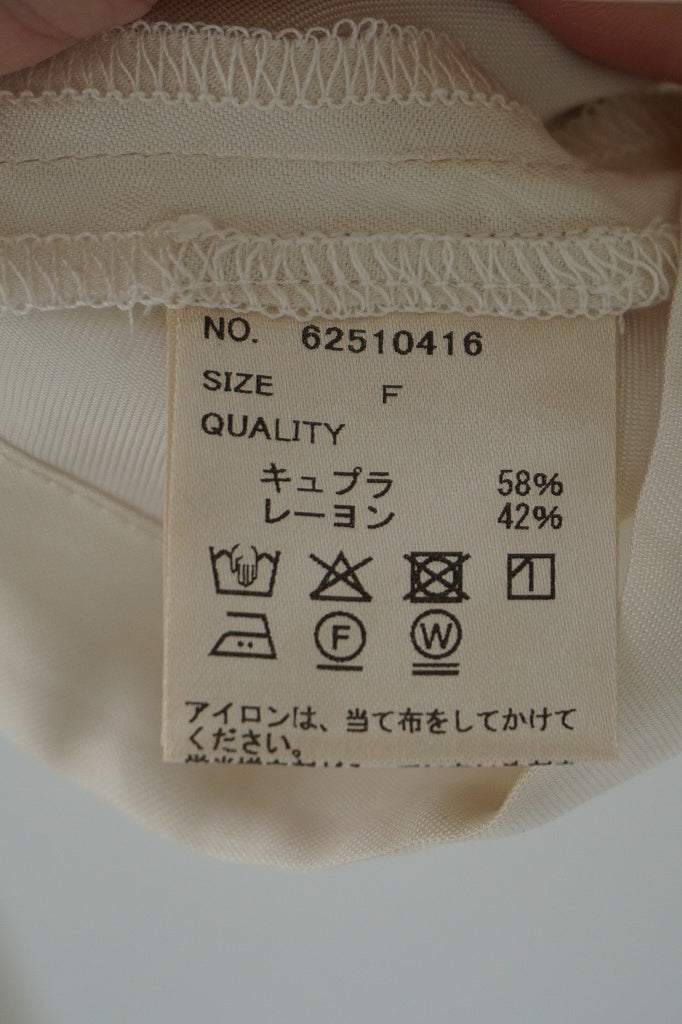 NO. 62510416
SIZE F
QUALITY
キュプラ 58%
レーヨン 42%
F W
アイロンは、当て布をしてかけて
ください。